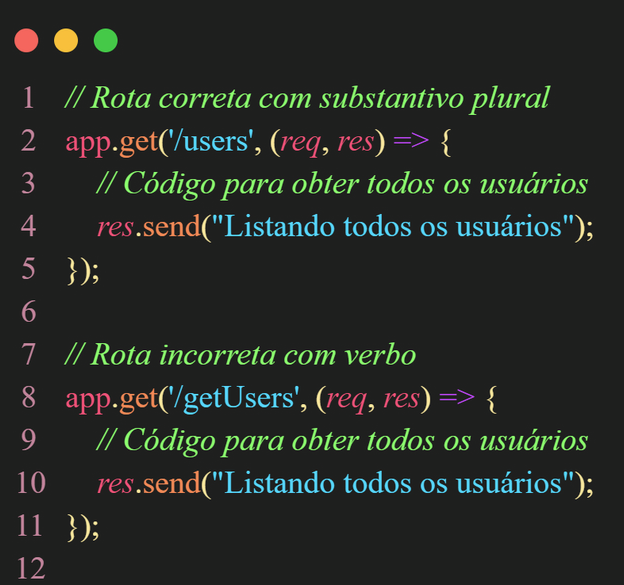 1 // Rota correta com substantivo plural
2 app.get('/users', (req, res) => {
3 // Código para obter todos os usuários
4 res.send("Listando todos os usuários");
5 });
6
7 // Rota incorreta com verbo
8 app.get('/getUsers', (req, res) => {
9 // Código para obter todos os usuários
10 res.send("Listando todos os usuários");
11 });
12